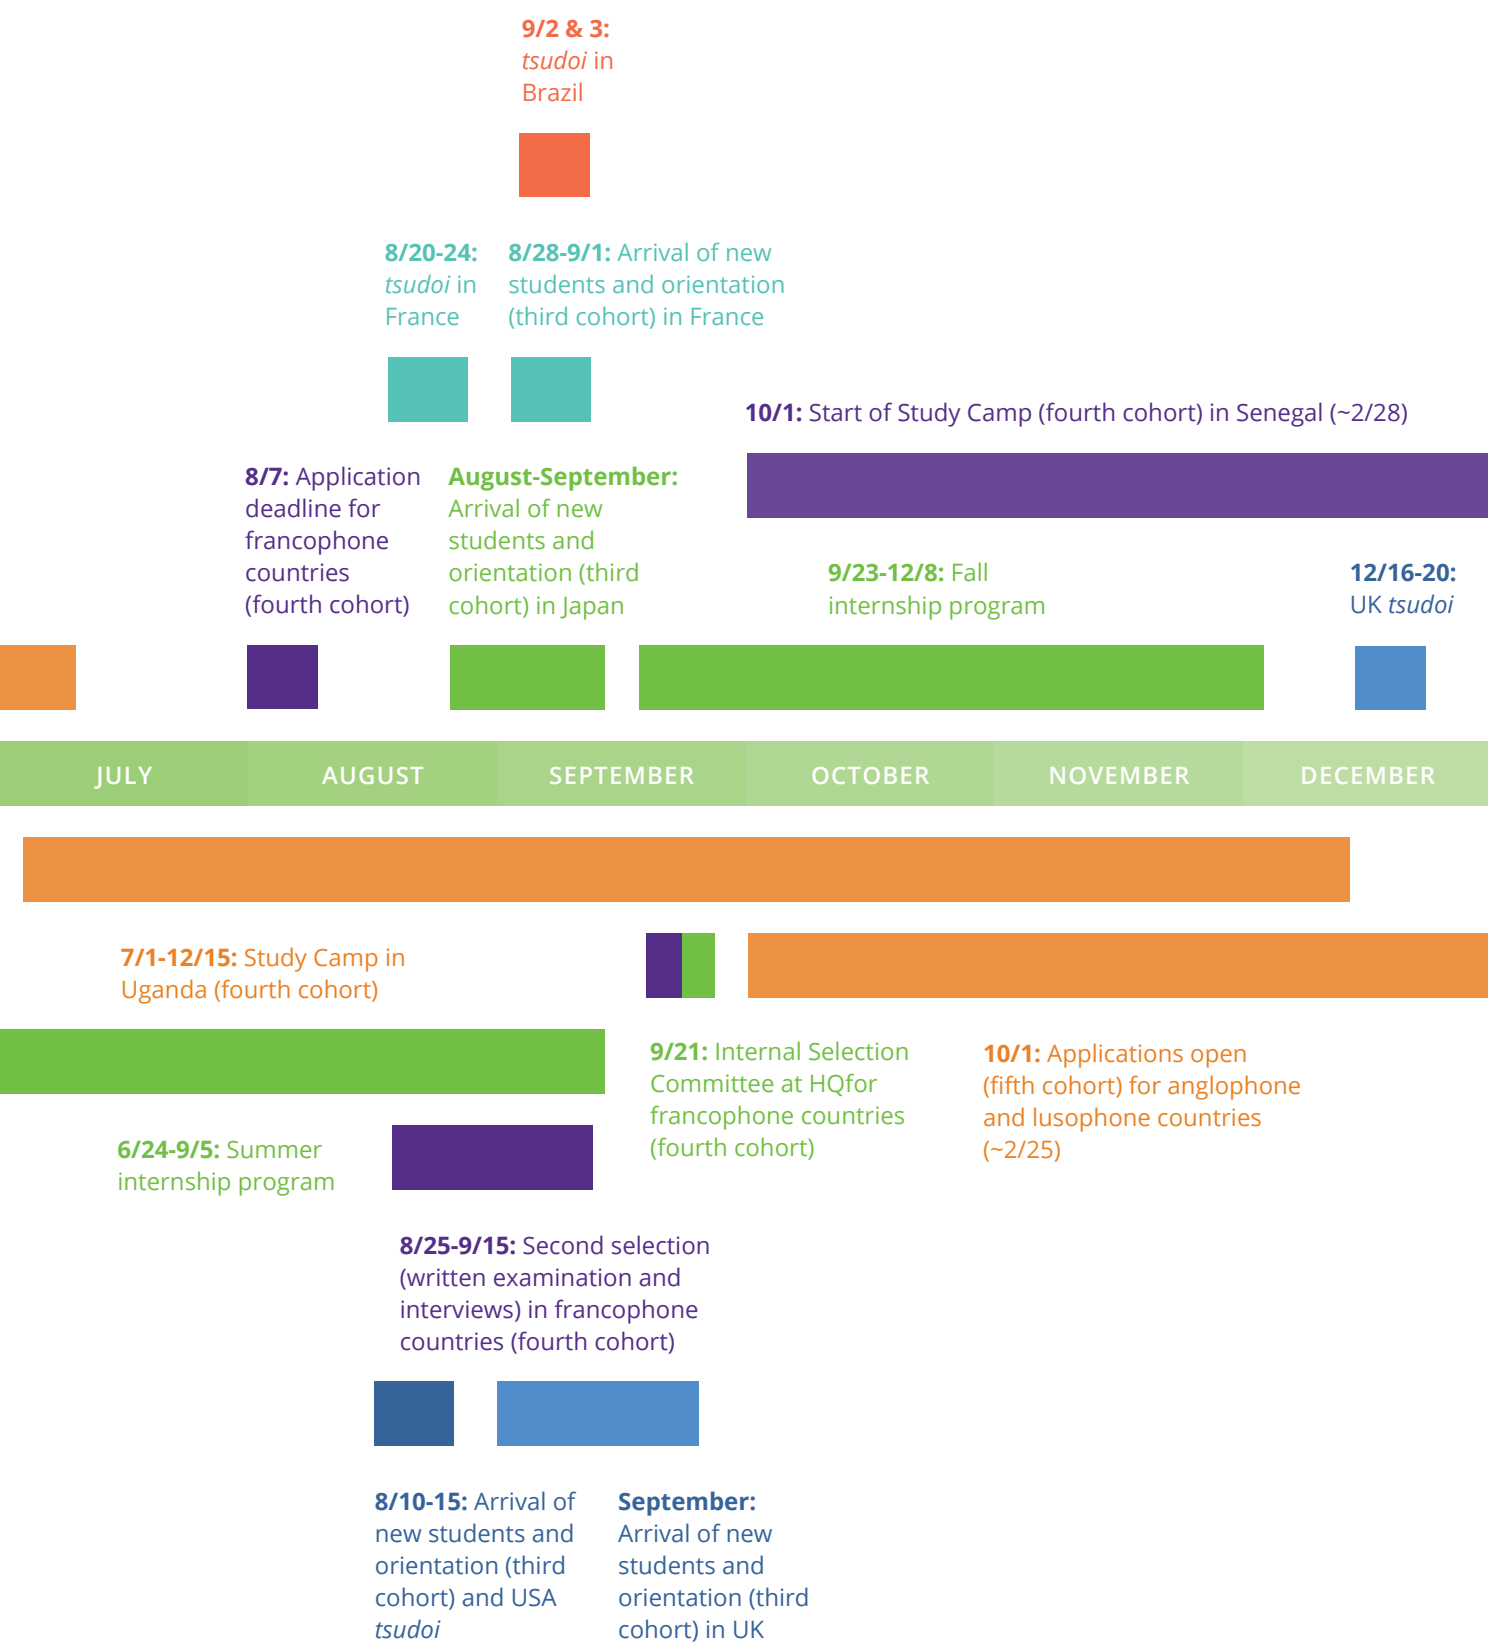 9/2 & 3:
tsudoi in
Brazil
8/20-24:
tsudoi in
France
8/28-9/1: Arrival of new
students and orientation
(third cohort) in France
10/1: Start of Study Camp (fourth cohort) in Senegal (~2/28)
8/7: Application
deadline for
francophone
countries
(fourth cohort)
August-September:
Arrival of new
students and
orientation (third
cohort) in Japan
9/23-12/8: Fall
internship program
12/16-20:
UK tsudoi
JULY
AUGUST
SEPTEMBER
OCTOBER
NOVEMBER
DECEMBER
7/1-12/15: Study Camp in
Uganda (fourth cohort)
9/21: Internal Selection
Committee at HQfor
francophone countries
(fourth cohort)
10/1: Applications open
(fifth cohort) for anglophone
and lusophone countries
(~2/25)
6/24-9/5: Summer
internship program
8/25-9/15: Second selection
(written examination and
interviews) in francophone
countries (fourth cohort)
8/10-15: Arrival of
new students and
orientation (third
cohort) and USA
tsudoi
September:
Arrival of new
students and
orientation (third
cohort) in UK